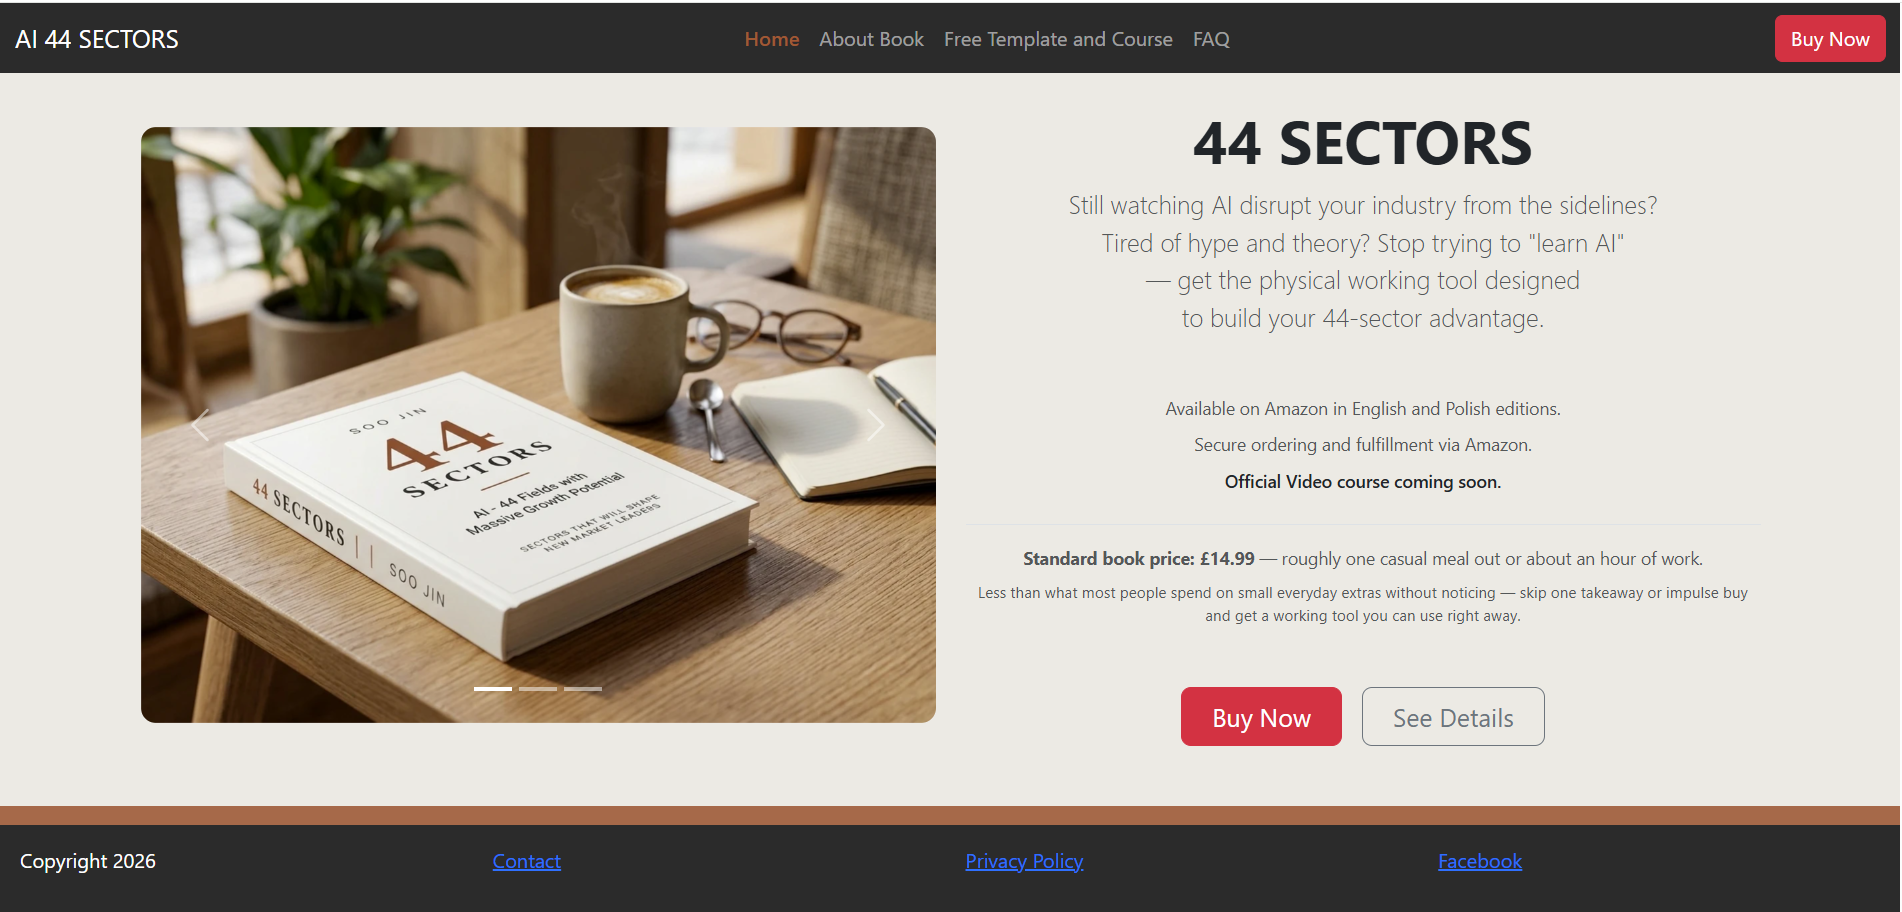 AI 44 SECTORS
Home
About Book
Free Template and Course
FAQ
Buy Now
SOO JIN
44
SECTORS
AI - 44 Fields with
Massive Growth Potential
SECTORS THAT WILL SHAPE
NEW MARKET LEADERS
44 SECTORS || SOO JIN
44 SECTORS
Still watching AI disrupt your industry from the sidelines?
Tired of hype and theory? Stop trying to "learn AI"
— get the physical working tool designed
to build your 44-sector advantage.
Available on Amazon in English and Polish editions.
Secure ordering and fulfillment via Amazon.
Official Video course coming soon.
Standard book price: £14.99 — roughly one casual meal out or about an hour of work.
Less than what most people spend on small everyday extras without noticing — skip one takeaway or impulse buy
and get a working tool you can use right away.
Buy Now
See Details
Copyright 2026
Contact
Privacy Policy
Facebook